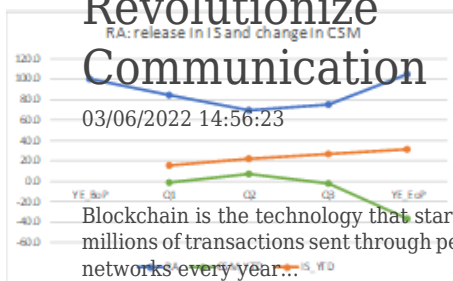 Revolutionize
RA: release in IS and change in CSM
120.0
Communication
100.0
80.0
03/06/2022 14:56:23
60.0
40.0
20.0
0.0
YE_BoP Q1 Q2 Q3 YE_EoP
-20.0
Blockchain is the technology that star
-40.0
millions of transactions sent through pe
-60.0
networks every year...
RA IS_YTD